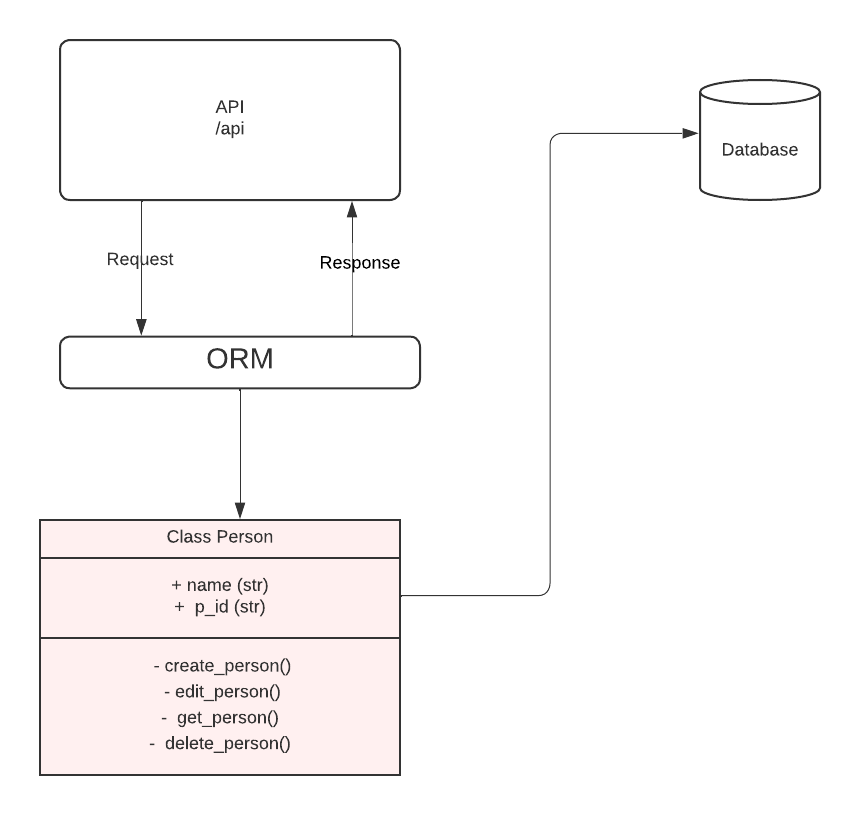 API
/api
Database
Request
Response
ORM
Class Person
+ name (str)
+ p_id (str)
- create_person()
- edit_person()
- get_person()
- delete_person()